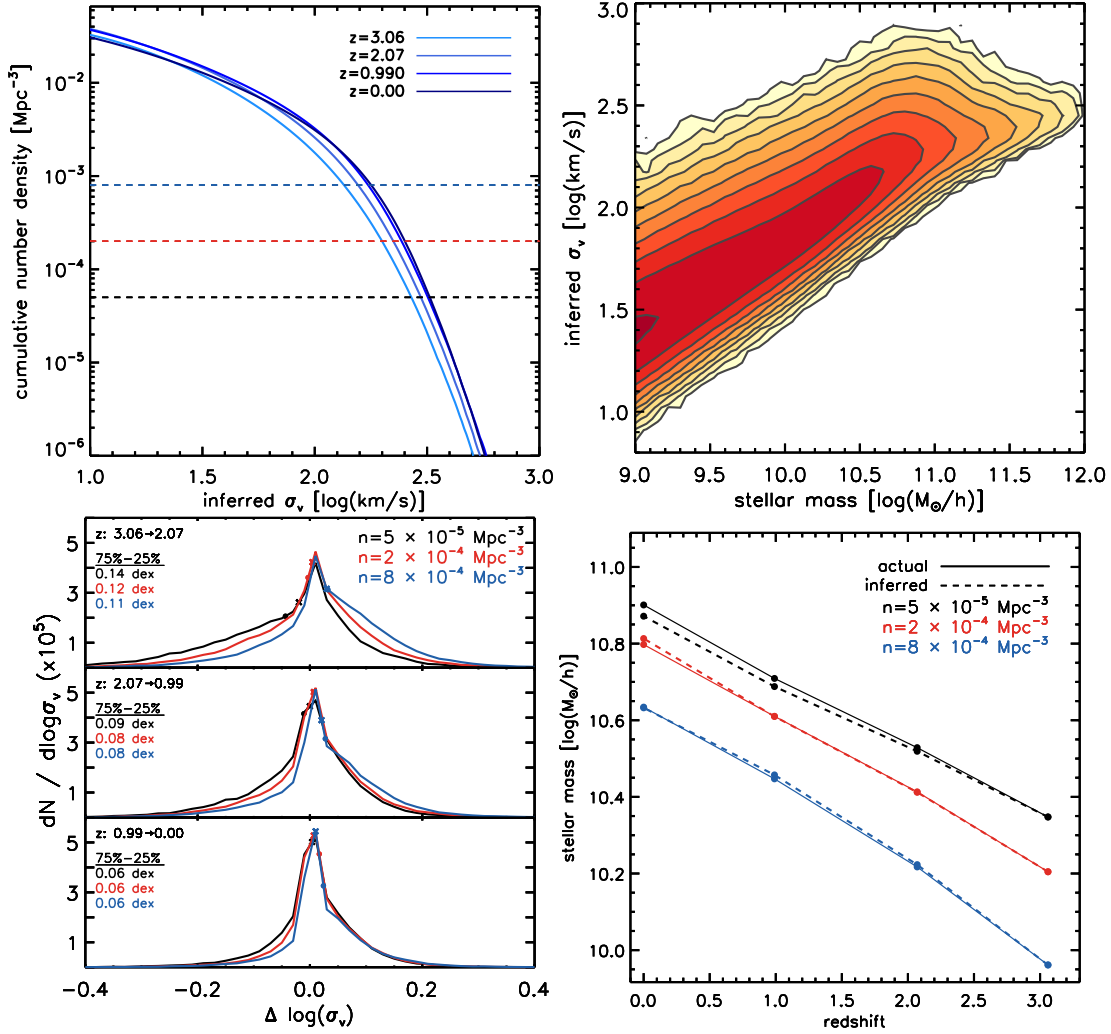 cumulative number density [Mpc⁻³]
10⁻²
10⁻³
10⁻⁴
10⁻⁵
10⁻⁶
z=3.06
z=2.07
z=0.990
z=0.00
1.0 1.5 2.0 2.5 3.0
inferred σᵥ [log(km/s)]
inferred σᵥ [log(km/s)]
3.0
2.5
2.0
1.5
1.0
9.0 9.5 10.0 10.5 11.0 11.5 12.0
stellar mass [log(M☉/h)]
dN / dlogσᵥ (×10⁵)
z: 3.06→2.07
75%−25%
0.14 dex
0.12 dex
0.11 dex
n=5 × 10⁻⁵ Mpc⁻³
n=2 × 10⁻⁴ Mpc⁻³
n=8 × 10⁻⁴ Mpc⁻³
5
3
1
z: 2.07→0.99
75%−25%
0.09 dex
0.08 dex
0.08 dex
5
3
1
z: 0.99→0.00
75%−25%
0.06 dex
0.06 dex
0.06 dex
5
3
1
−0.4 −0.2 0.0 0.2 0.4
Δ log(σᵥ)
stellar mass [log(M☉/h)]
11.0
10.8
10.6
10.4
10.2
10.0
actual
inferred
n=5 × 10⁻⁵ Mpc⁻³
n=2 × 10⁻⁴ Mpc⁻³
n=8 × 10⁻⁴ Mpc⁻³
0.0 0.5 1.0 1.5 2.0 2.5 3.0
redshift